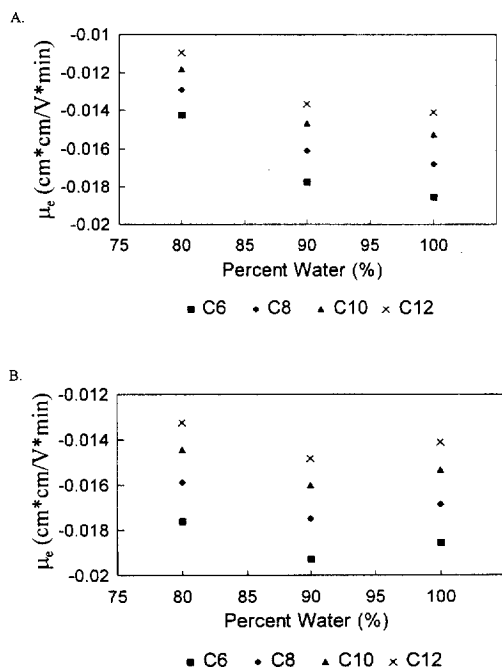 A.
-0.01
-0.012
-0.014
-0.016
-0.018
-0.02
μe (cm*cm/V*min)
75 80 85 90 95 100
Percent Water (%)
■ C6 ◆ C8 ▲ C10 × C12
B.
-0.012
-0.014
-0.016
-0.018
-0.02
μe (cm*cm/V*min)
75 80 85 90 95 100
Percent Water (%)
■ C6 ◆ C8 ▲ C10 × C12